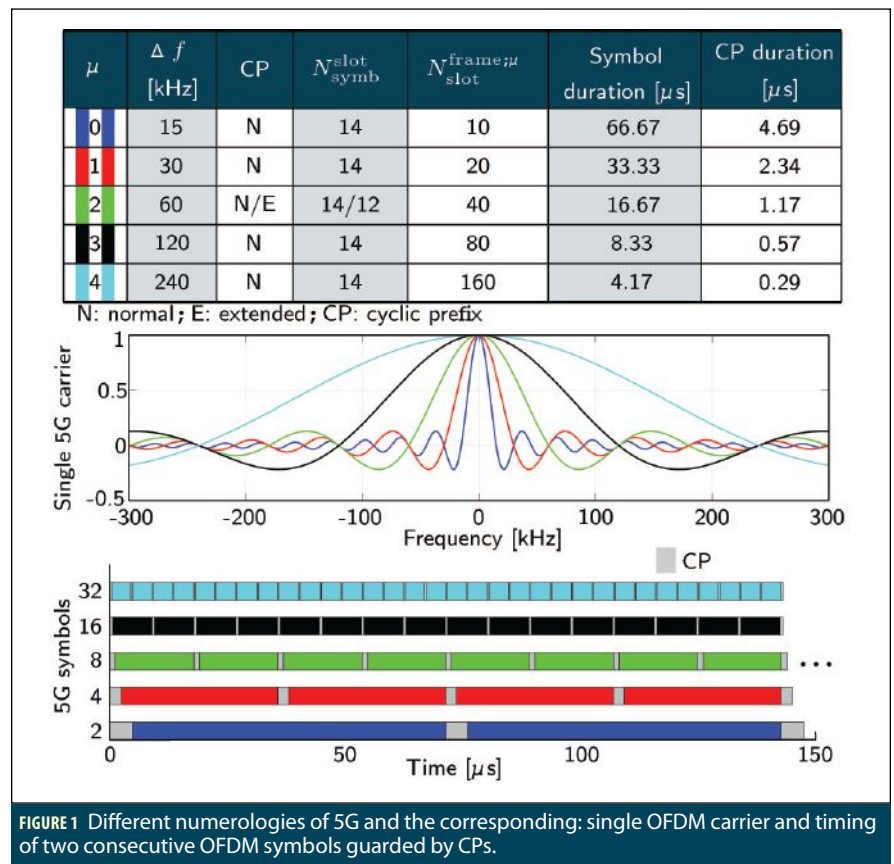 μ Δ f [kHz] CP N_symb^slot N_slot^frame;μ Symbol duration [μs] CP duration [μs]
0 15 N 14 10 66.67 4.69
1 30 N 14 20 33.33 2.34
2 60 N/E 14/12 40 16.67 1.17
3 120 N 14 80 8.33 0.57
4 240 N 14 160 4.17 0.29
N: normal; E: extended; CP: cyclic prefix
Single 5G carrier
1
0.5
0
-0.5
-300 -200 -100 0 100 200 300
Frequency [kHz]
CP
5G symbols
32
16
8 ...
4
2
0 50 100 150
Time [μs]
FIGURE 1 Different numerologies of 5G and the corresponding: single OFDM carrier and timing
of two consecutive OFDM symbols guarded by CPs.